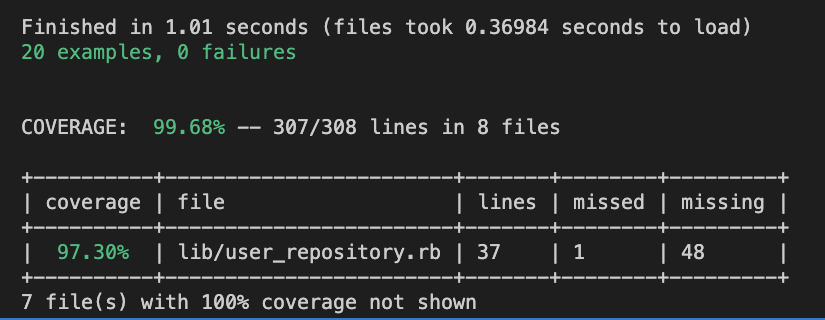 Finished in 1.01 seconds (files took 0.36984 seconds to load)
20 examples, 0 failures
COVERAGE:  99.68% -- 307/308 lines in 8 files
+----------+------------------------+-------+--------+---------+
| coverage | file                   | lines | missed | missing |
+----------+------------------------+-------+--------+---------+
|  97.30%  | lib/user_repository.rb | 37    | 1      | 48      |
+----------+------------------------+-------+--------+---------+
7 file(s) with 100% coverage not shown